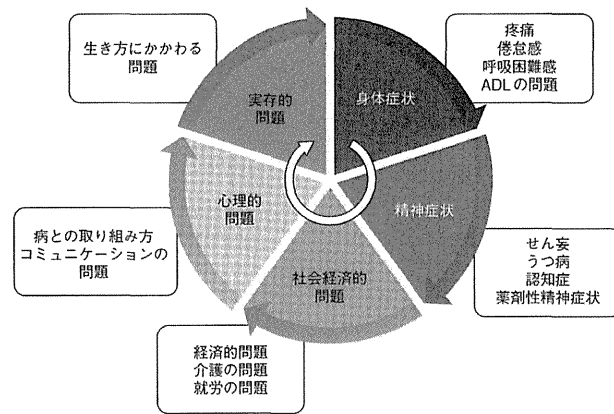 生き方にかかわる
問題
疼痛
倦怠感
呼吸困難感
ADLの問題
実存的
問題
身体症状
心理的
問題
精神症状
社会経済的
問題
病との取り組み方
コミュニケーションの
問題
せん妄
うつ病
認知症
薬剤性精神症状
経済的問題
介護の問題
就労の問題